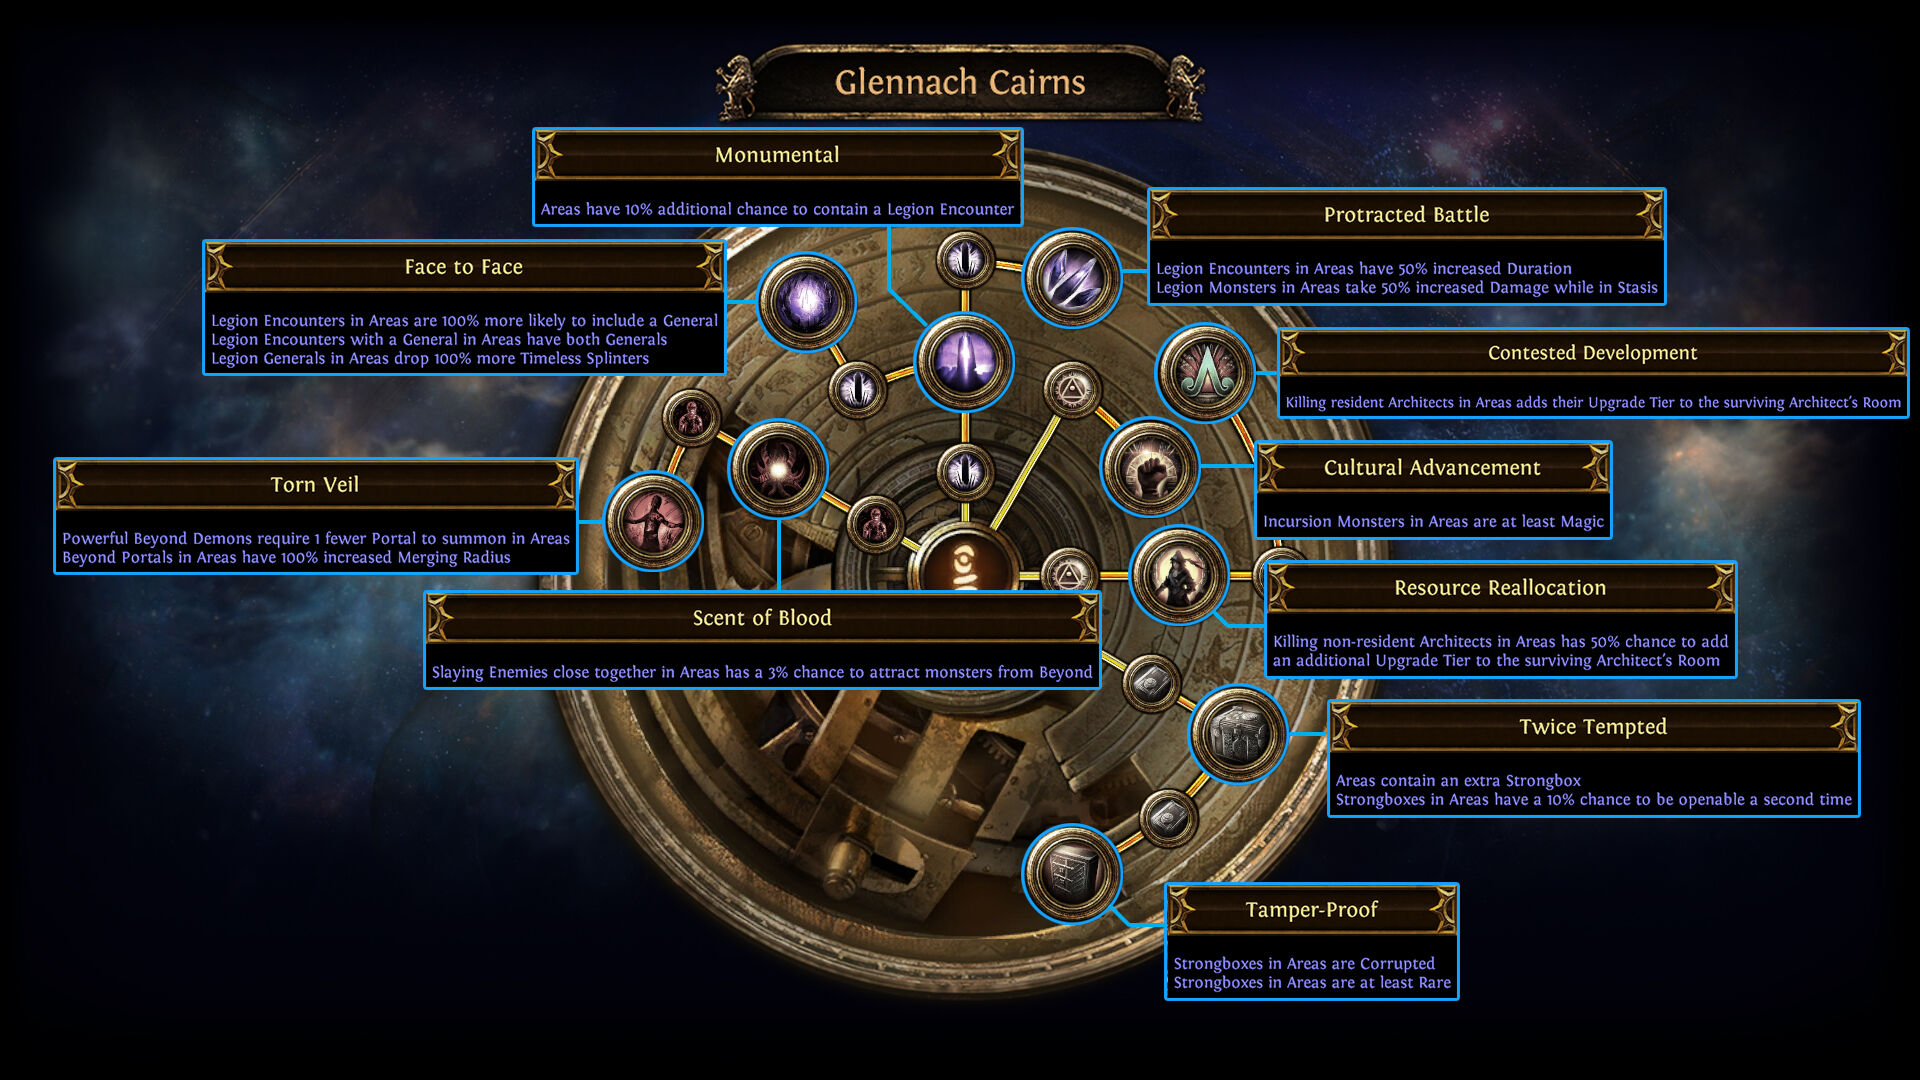 Glennach Cairns
Monumental
Areas have 10% additional chance to contain a Legion Encounter
Protracted Battle
Legion Encounters in Areas have 50% increased Duration
Legion Monsters in Areas take 50% increased Damage while in Stasis
Face to Face
Legion Encounters in Areas are 100% more likely to include a General
Legion Encounters with a General in Areas have both Generals
Legion Generals in Areas drop 100% more Timeless Splinters
Contested Development
Killing resident Architects in Areas adds their Upgrade Tier to the surviving Architect's Room
Cultural Advancement
Incursion Monsters in Areas are at least Magic
Torn Veil
Powerful Beyond Demons require 1 fewer Portal to summon in Areas
Beyond Portals in Areas have 100% increased Merging Radius
Resource Reallocation
Killing non-resident Architects in Areas has 50% chance to add
an additional Upgrade Tier to the surviving Architect's Room
Scent of Blood
Slaying Enemies close together in Areas has a 3% chance to attract monsters from Beyond
Twice Tempted
Areas contain an extra Strongbox
Strongboxes in Areas have a 10% chance to be openable a second time
Tamper-Proof
Strongboxes in Areas are Corrupted
Strongboxes in Areas are at least Rare